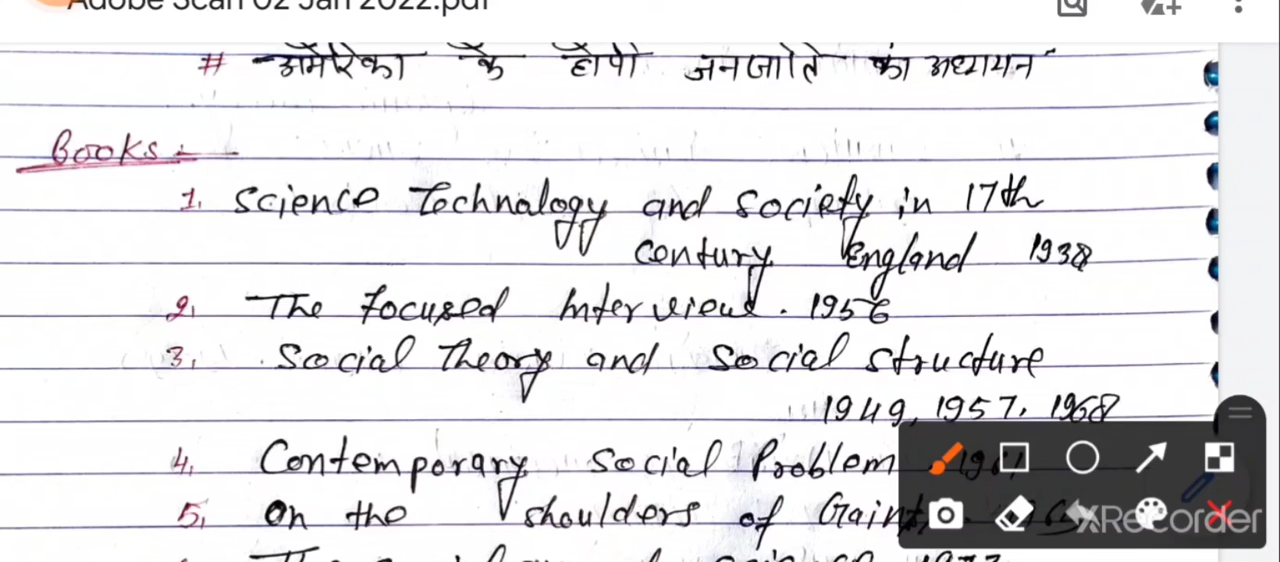 Adobe Scan 02 Jan 2022.pdf
# अमेरिका के होपी जनजाति का अध्ययन
Books :-
1. Science Technalogy and Society in 17th
century England 1938
2. The focused Interview. 1956
3. Social Theory and Social structure
1949, 1957, 1968
4. Contemporary Social Problem
5. On the shoulders of Gaint
XRecorder